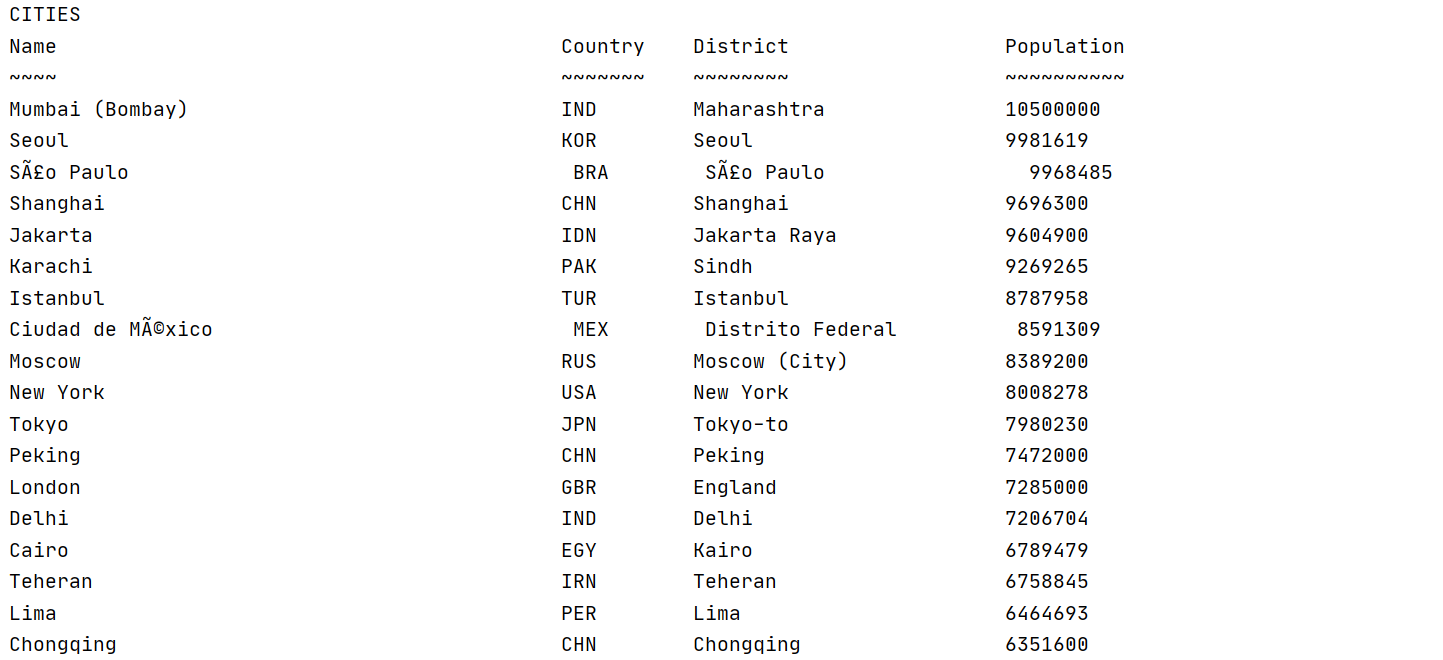 CITIES
Name Country District Population
~~~~ ~~~~~~~ ~~~~~~~~ ~~~~~~~~~~
Mumbai (Bombay) IND Maharashtra 10500000
Seoul KOR Seoul 9981619
SÃ£o Paulo BRA SÃ£o Paulo 9968485
Shanghai CHN Shanghai 9696300
Jakarta IDN Jakarta Raya 9604900
Karachi PAK Sindh 9269265
Istanbul TUR Istanbul 8787958
Ciudad de MÃ©xico MEX Distrito Federal 8591309
Moscow RUS Moscow (City) 8389200
New York USA New York 8008278
Tokyo JPN Tokyo-to 7980230
Peking CHN Peking 7472000
London GBR England 7285000
Delhi IND Delhi 7206704
Cairo EGY Kairo 6789479
Teheran IRN Teheran 6758845
Lima PER Lima 6464693
Chongqing CHN Chongqing 6351600